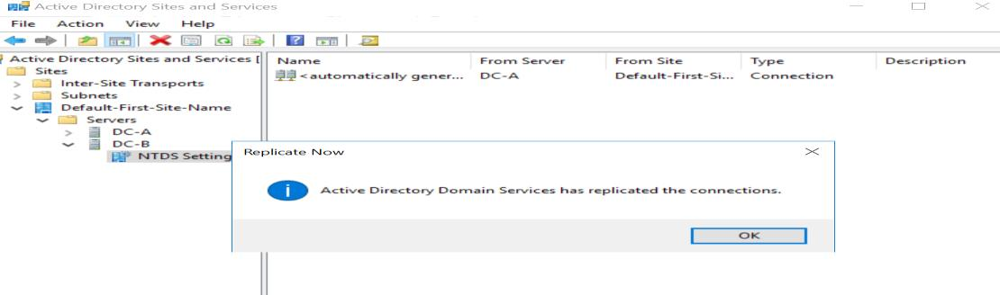 Active Directory Sites and Services
File Action View Help
Active Directory Sites and Services [
Sites
Inter-Site Transports
Subnets
Default-First-Site-Name
Servers
DC-A
DC-B
NTDS Setting
Name From Server From Site Type Description
<automatically gener... DC-A Default-First-Si... Connection
Replicate Now
Active Directory Domain Services has replicated the connections.
OK